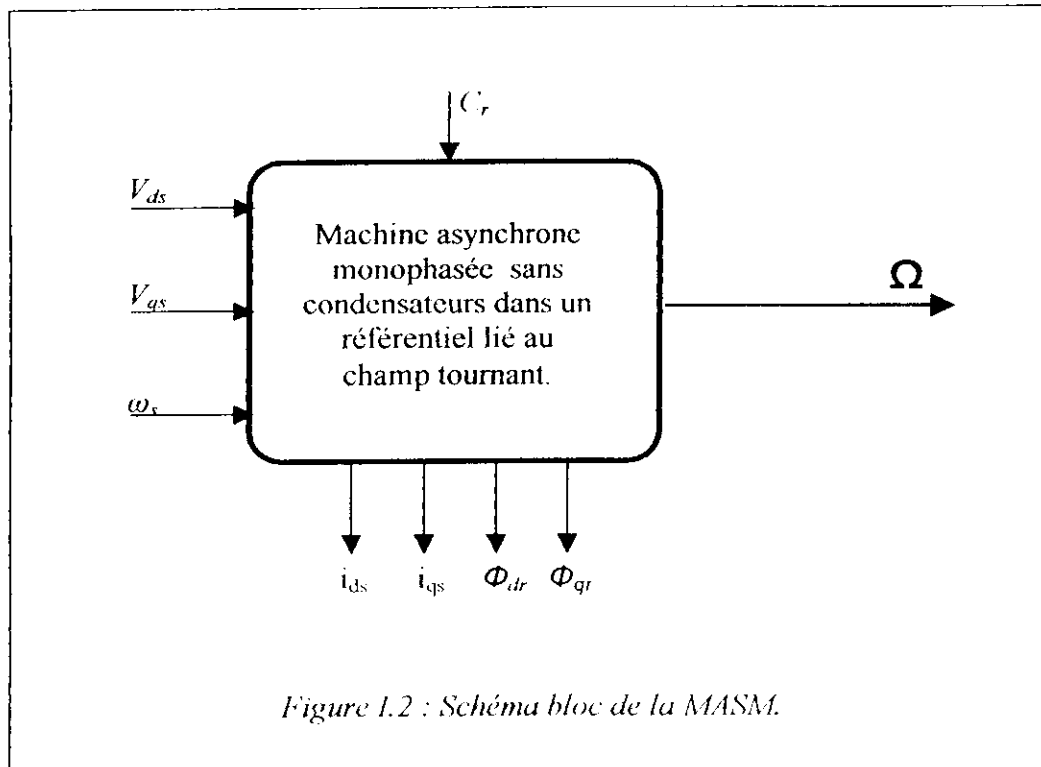 C_r
V_ds
V_qs
ω_s
Machine asynchrone
monophasée sans
condensateurs dans un
référentiel lié au
champ tournant.
Ω
i_ds i_qs Φ_dr Φ_qr
Figure I.2 : Schéma bloc de la MASM.